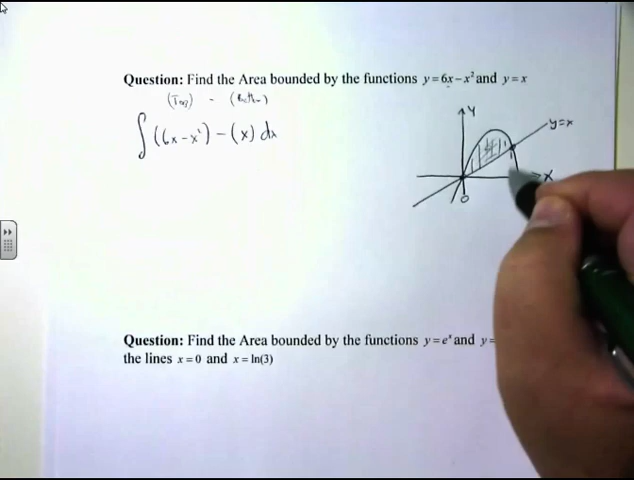 Question: Find the Area bounded by the functions y = 6x − x² and y = x
(Top) - (Bottom)
∫ (6x − x²) − (x) dx
Y
y = x
X
0
Question: Find the Area bounded by the functions y = eˣ and y =
the lines x = 0 and x = ln(3)